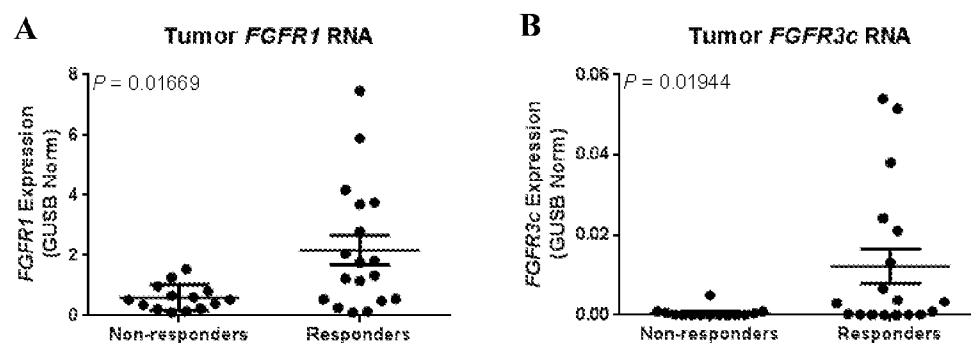 A
Tumor FGFR1 RNA
P = 0.01669
FGFR1 Expression
(GUSB Norm)
8
6
4
2
0
Non-responders
Responders
B
Tumor FGFR3c RNA
P = 0.01944
FGFR3c Expression
(GUSB Norm)
0.06
0.04
0.02
0.00
Non-responders
Responders